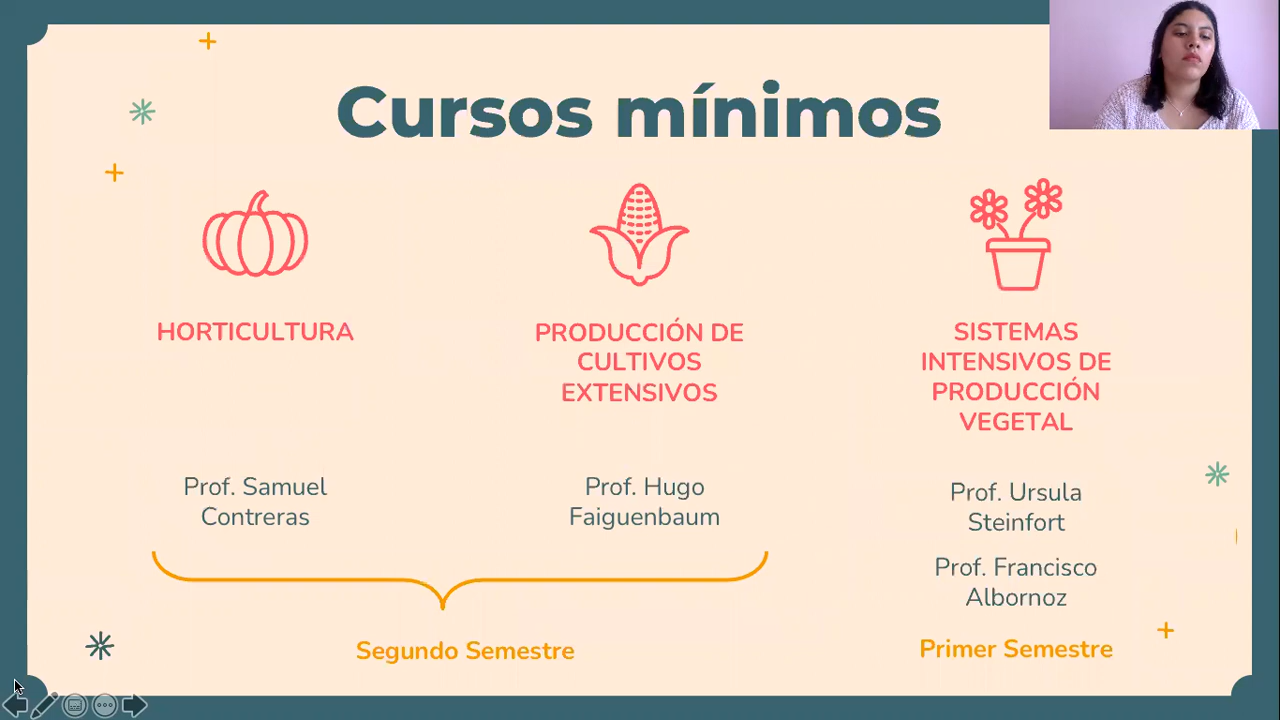 Cursos mínimos
HORTICULTURA
Prof. Samuel
Contreras
PRODUCCIÓN DE
CULTIVOS
EXTENSIVOS
Prof. Hugo
Faiguenbaum
Segundo Semestre
SISTEMAS
INTENSIVOS DE
PRODUCCIÓN
VEGETAL
Prof. Ursula
Steinfort
Prof. Francisco
Albornoz
Primer Semestre